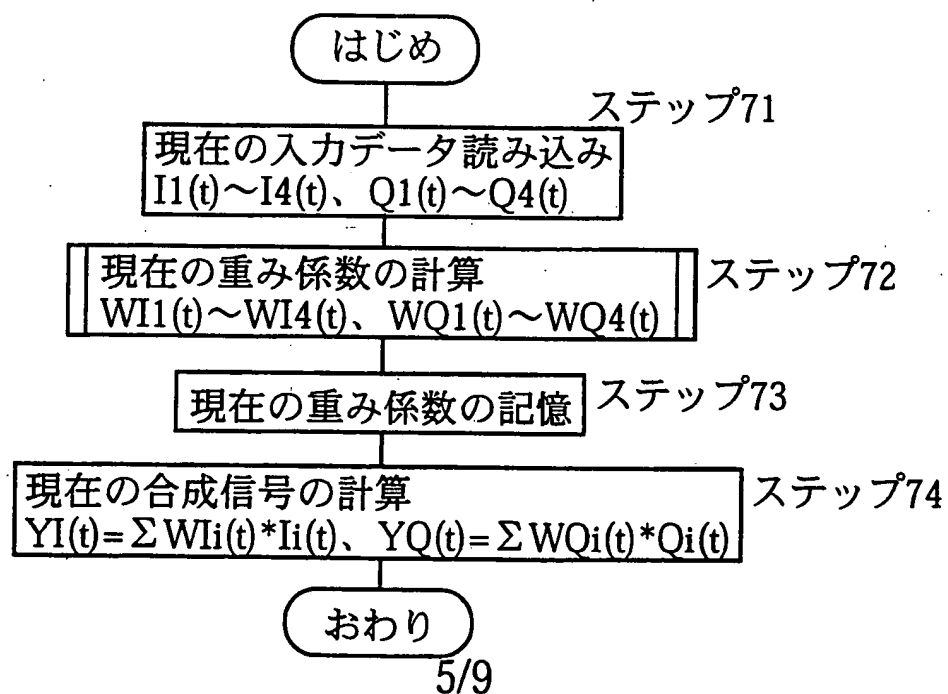 はじめ
ステップ71
現在の入力データ読み込み
I1(t)～I4(t)、Q1(t)～Q4(t)
現在の重み係数の計算
WI1(t)～WI4(t)、WQ1(t)～WQ4(t)
ステップ72
現在の重み係数の記憶
ステップ73
現在の合成信号の計算
YI(t)=ΣWIi(t)*Ii(t)、YQ(t)=ΣWQi(t)*Qi(t)
ステップ74
おわり
5/9